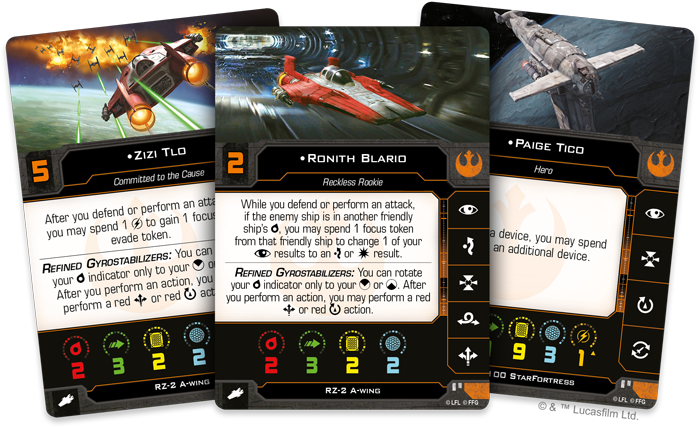 5
•Zizi Tlo
Committed to the Cause
After you defend or perform an atta
you may spend 1 to gain 1 focus
evade token.
Refined Gyrostabilizers: You can
your indicator only to your o
After you perform an action, you
perform a red or red act
2
3
2
2
RZ-2 A-wing
2
•Ronith Blario
Reckless Rookie
While you defend or perform an attack,
if the enemy ship is in another friendly
ship's , you may spend 1 focus token
from that friendly ship to change 1 of your
results to an or result.
Refined Gyrostabilizers: You can rotate
your indicator only to your or .
After you perform an action, you may perform a red
or red action.
2
3
2
2
RZ-2 A-wing
© LFL © FFG
•Paige Tico
Hero
a device, you may spend
an additional device.
9
3
1
00 StarFortress
© LFL © FFG
© & ™ Lucasfilm Ltd.